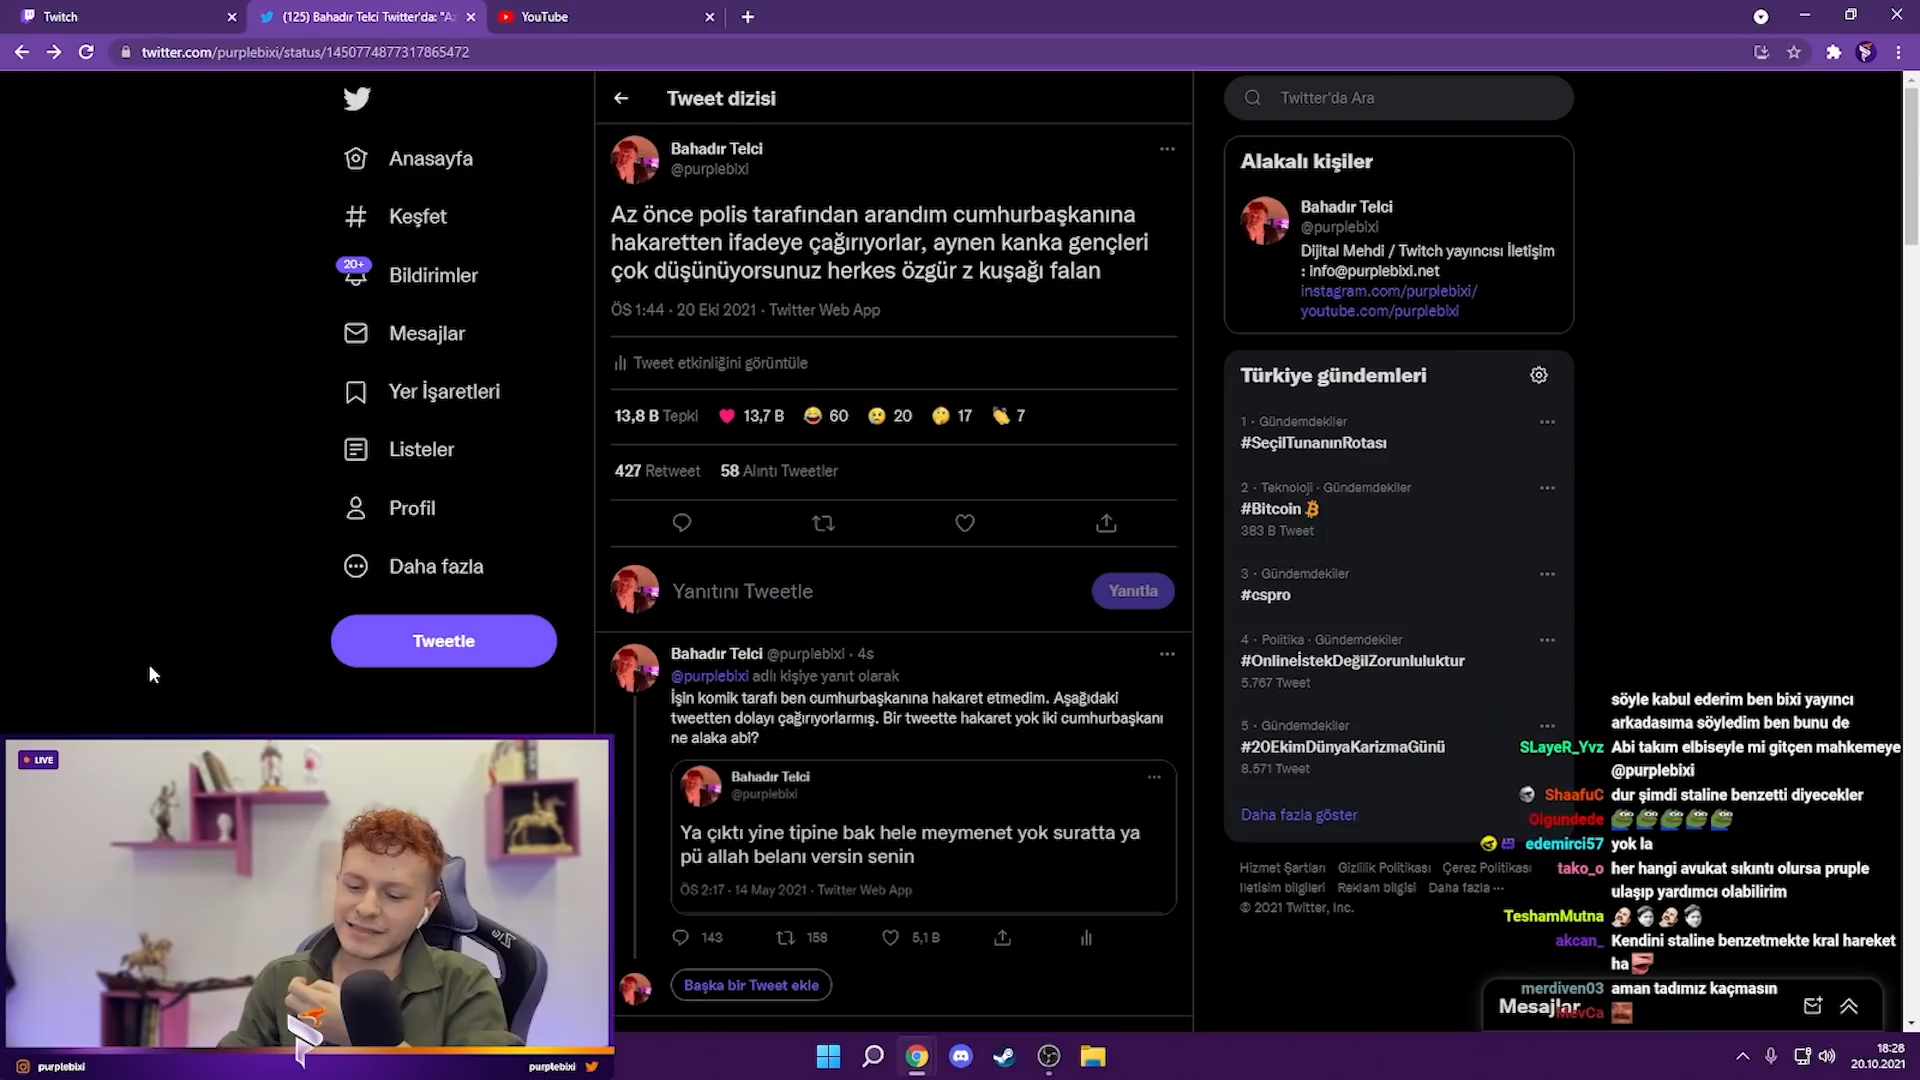 Twitch
(125) Bahadır Telci Twitter'da: "Az
YouTube
twitter.com/purplebixi/status/1450774877317865472
Anasayfa
Keşfet
20+
Bildirimler
Mesajlar
Yer İşaretleri
Listeler
Profil
Daha fazla
Tweetle
Tweet dizisi
Bahadır Telci
@purplebixi
Az önce polis tarafından arandım cumhurbaşkanına
hakaretten ifadeye çağırıyorlar, aynen kanka gençleri
çok düşünüyorsunuz herkes özgür z kuşağı falan
ÖS 1:44 · 20 Eki 2021 · Twitter Web App
Tweet etkinliğini görüntüle
13,8 B Tepki 13,7 B 60 20 17 7
427 Retweet 58 Alıntı Tweetler
Yanıtını Tweetle
Yanıtla
Bahadır Telci @purplebixi · 4s
@purplebixi adlı kişiye yanıt olarak
İşin komik tarafı ben cumhurbaşkanına hakaret etmedim. Aşağıdaki
tweetten dolayı çağırıyorlarmış. Bir tweette hakaret yok iki cumhurbaşkanı
ne alaka abi?
Bahadır Telci
@purplebixi
Ya çıktı yine tipine bak hele meymenet yok suratta ya
pü allah belanı versin senin
ÖS 2:17 · 14 May 2021 · Twitter Web App
143 158 5,1 B
Başka bir Tweet ekle
Twitter'da Ara
Alakalı kişiler
Bahadır Telci
@purplebixi
Dijital Mehdi / Twitch yayıncısı İletişim
: info@purplebixi.net
instagram.com/purplebixi/
youtube.com/purplebixi
Türkiye gündemleri
1 · Gündemdekiler
#SeçilTunanınRotası
2 · Teknoloji · Gündemdekiler
#Bitcoin
383 B Tweet
3 · Gündemdekiler
#cspro
4 · Politika · Gündemdekiler
#OnlineİstekDeğilZorunluluktur
5.767 Tweet
5 · Gündemdekiler
#20EkimDünyaKarizmaGünü
8.571 Tweet
Daha fazla göster
Hizmet Şartları Gizlilik Politikası Çerez Politikası
İletişim bilgileri Reklam bilgisi Daha fazla ···
© 2021 Twitter, Inc.
söyle kabul ederim ben bixi yayıncı
arkadasıma söyledim ben bunu de
SLayeR_Yvz Abi takım elbiseyle mi gitçen mahkemeye
@purplebixi
ShaafuC dur şimdi staline benzetti diyecekler
Olgundede
edemirci57 yok la
tako_o her hangi avukat sıkıntı olursa pruple
ulaşıp yardımcı olabilirim
TeshamMutna
akcan_ Kendini staline benzetmekte kral hareket
ha
merdiven03 aman tadımız kaçmasın
Mesajlar
MevCa
LIVE
purplebixi
purplebixi
18:28
20.10.2021